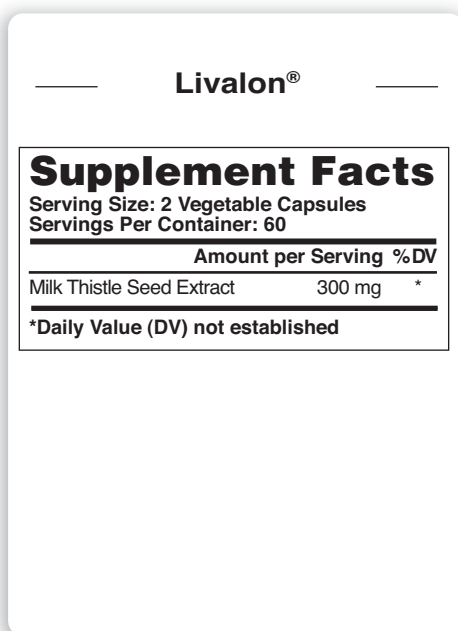 Livalon®
Supplement Facts
Serving Size: 2 Vegetable Capsules
Servings Per Container: 60
Amount per Serving %DV
Milk Thistle Seed Extract 300 mg *
*Daily Value (DV) not established